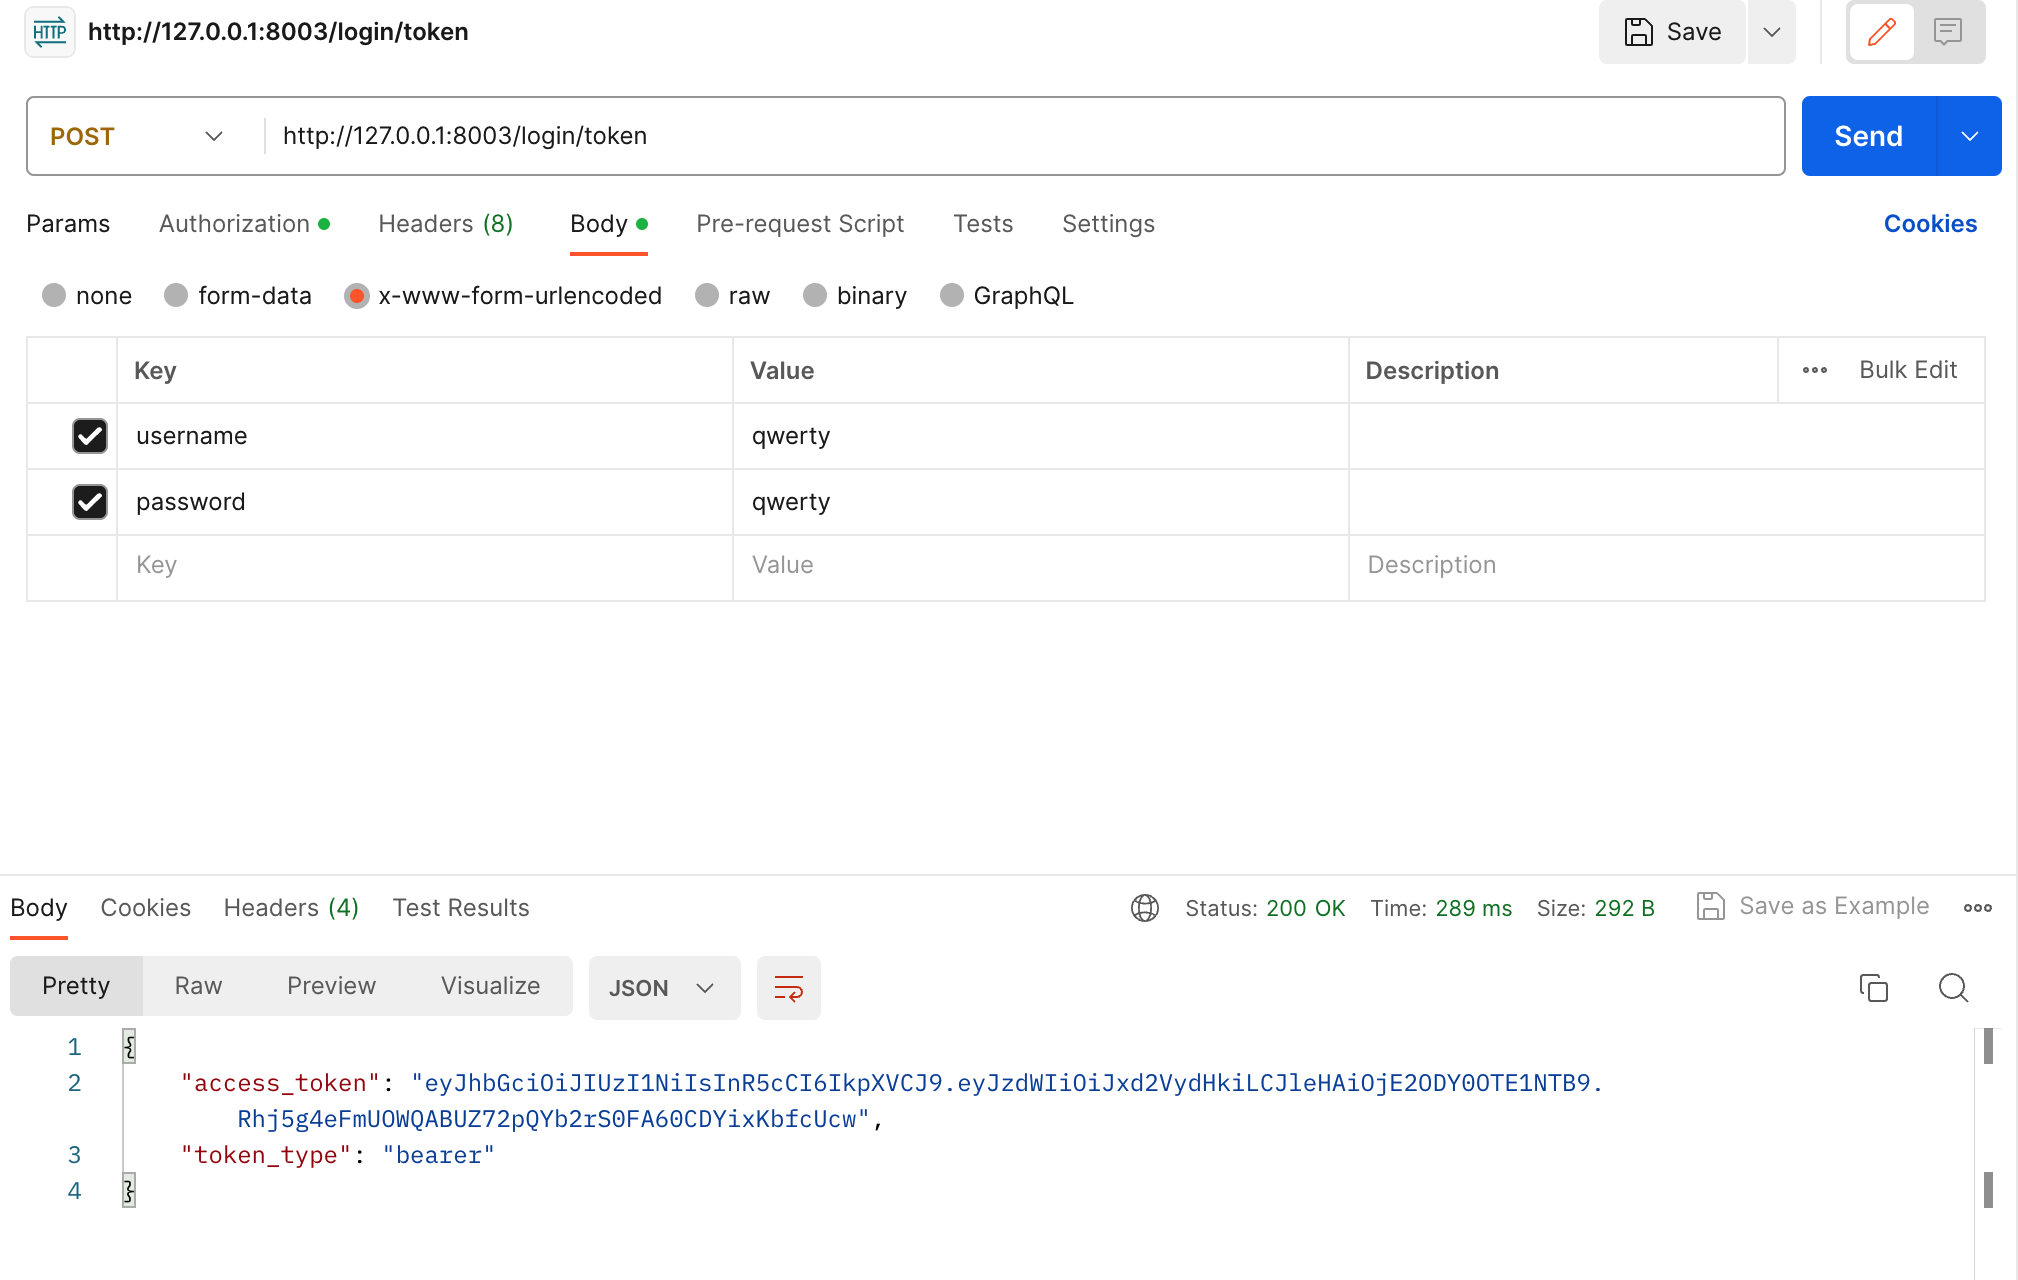 HTTP http://127.0.0.1:8003/login/token Save
POST http://127.0.0.1:8003/login/token Send
Params Authorization Headers (8) Body Pre-request Script Tests Settings Cookies
none form-data x-www-form-urlencoded raw binary GraphQL
Key Value Description Bulk Edit
username qwerty
password qwerty
Key Value Description
Body Cookies Headers (4) Test Results Status: 200 OK Time: 289 ms Size: 292 B Save as Example
Pretty Raw Preview Visualize JSON
1 {
2 "access_token": "eyJhbGciOiJIUzI1NiIsInR5cCI6IkpXVCJ9.eyJzdWIiOiJxd2VydHkiLCJleHAiOjE2ODY0OTE1NTB9.
Rhj5g4eFmUOWQABUZ72pQYb2rS0FA60CDYixKbfcUcw",
3 "token_type": "bearer"
4 }